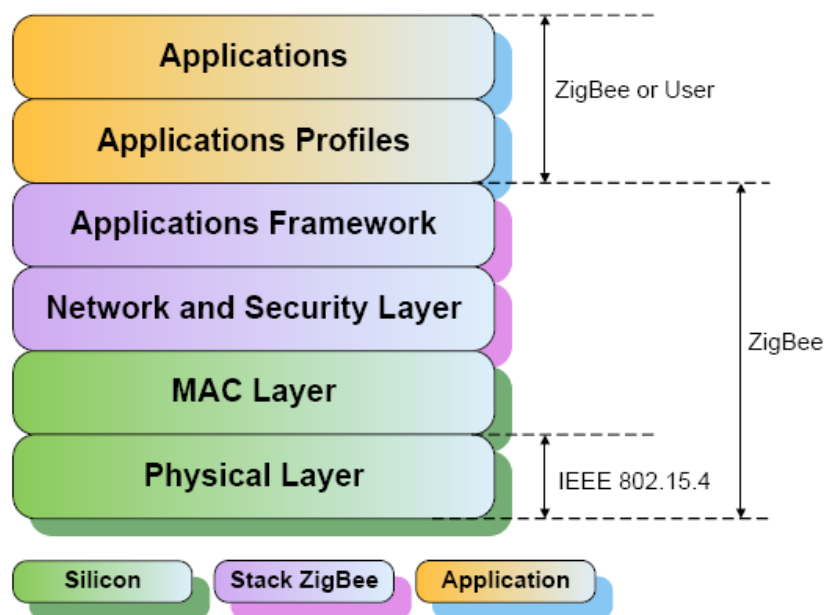 Applications
ZigBee or User
Applications Profiles
Applications Framework
Network and Security Layer
ZigBee
MAC Layer
Physical Layer
IEEE 802.15.4
Silicon
Stack ZigBee
Application